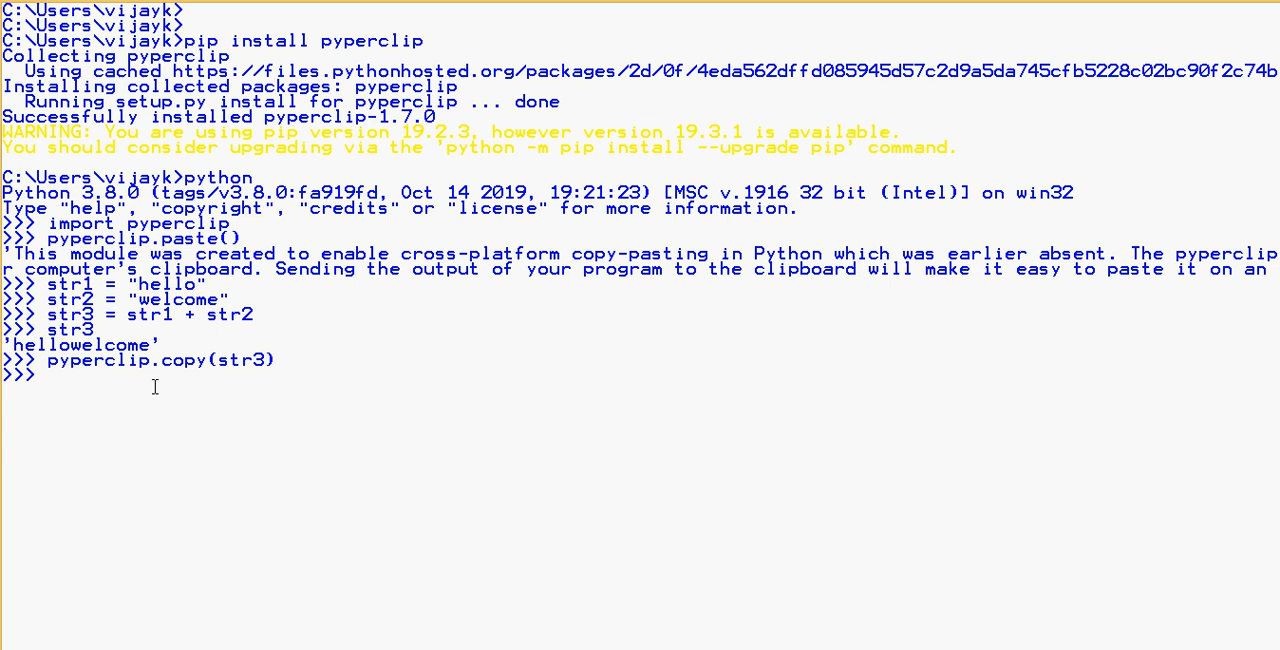 C:\Users\vijayk>
C:\Users\vijayk>
C:\Users\vijayk>pip install pyperclip
Collecting pyperclip
  Using cached https://files.pythonhosted.org/packages/2d/0f/4eda562dffd085945d57c2d9a5da745cfb5228c02bc90f2c74b
Installing collected packages: pyperclip
  Running setup.py install for pyperclip ... done
Successfully installed pyperclip-1.7.0
WARNING: You are using pip version 19.2.3, however version 19.3.1 is available.
You should consider upgrading via the 'python -m pip install --upgrade pip' command.
C:\Users\vijayk>python
Python 3.8.0 (tags/v3.8.0:fa919fd, Oct 14 2019, 19:21:23) [MSC v.1916 32 bit (Intel)] on win32
Type "help", "copyright", "credits" or "license" for more information.
>>> import pyperclip
>>> pyperclip.paste()
'This module was created to enable cross-platform copy-pasting in Python which was earlier absent. The pyperclip
r computer's clipboard. Sending the output of your program to the clipboard will make it easy to paste it on an
>>> str1 = "hello"
>>> str2 = "welcome"
>>> str3 = str1 + str2
>>> str3
'hellowelcome'
>>> pyperclip.copy(str3)
>>>